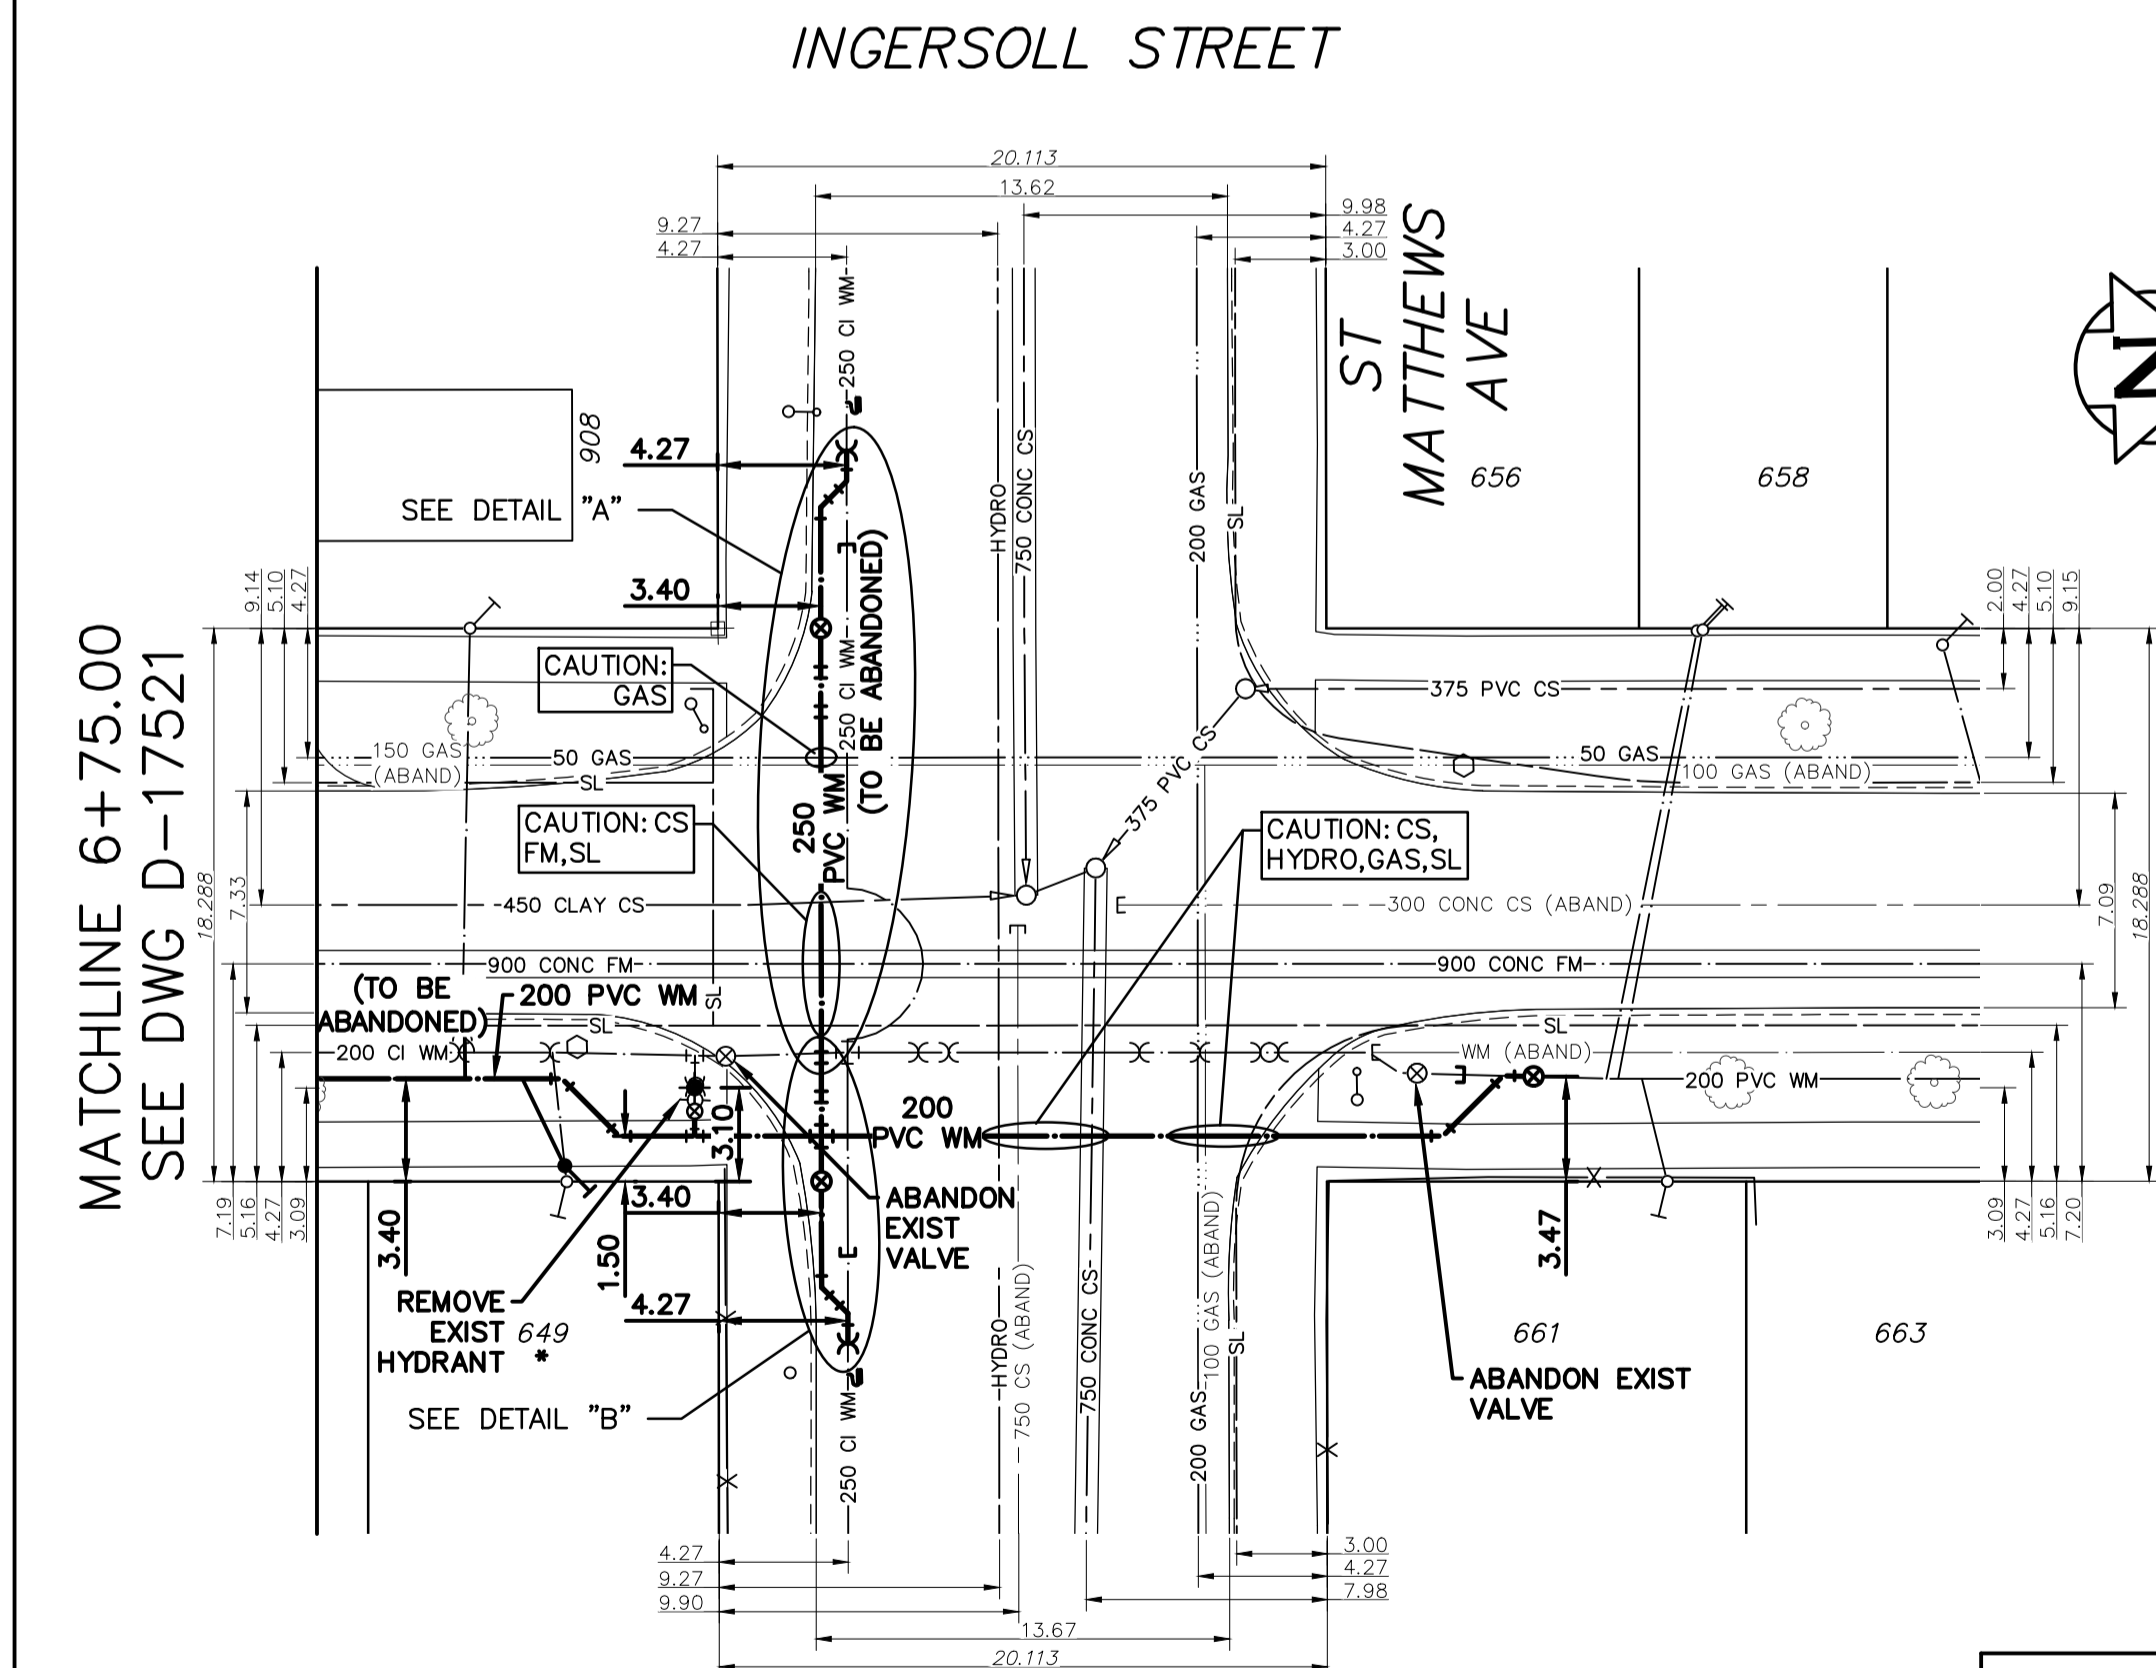 INGERSOLL STREET
20.113
13.62
9.27
4.27
9.98
4.27
3.00
ST
MATTHEWS
AVE
N
250 CI WM
908
4.27
SEE DETAIL "A"
3.40
HYDRO
750 CONC CS
200 GAS
SL
656
658
(TO BE ABANDONED)
250 CI WM
9.14
5.10
4.27
2.00
4.27
5.10
9.15
MATCHLINE 6+75.00
SEE DWG D-17521
CAUTION:
GAS
375 PVC CS
150 GAS
(ABAND)
50 GAS
SL
50 GAS
100 GAS (ABAND)
375 PVC CS
250
PVC WM
CAUTION: CS
FM,SL
CAUTION: CS,
HYDRO,GAS,SL
18.288
7.33
450 CLAY CS
300 CONC CS (ABAND)
7.09
18.288
900 CONC FM
900 CONC FM
(TO BE
ABANDONED)
200 PVC WM
SL
SL
SL
200 CI WM
WM (ABAND)
200 PVC WM
200
PVC WM
3.10
7.19
5.16
4.27
3.09
3.40
3.40
1.50
4.27
ABANDON
EXIST
VALVE
3.47
3.09
4.27
5.16
7.20
REMOVE
EXIST
HYDRANT *
649
SEE DETAIL "B"
250 CI WM
HYDRO
750 CS (ABAND)
750 CONC CS
200 GAS
100 GAS (ABAND)
SL
661
663
ABANDON EXIST
VALVE
4.27
9.27
9.90
3.00
4.27
7.98
13.67
20.113